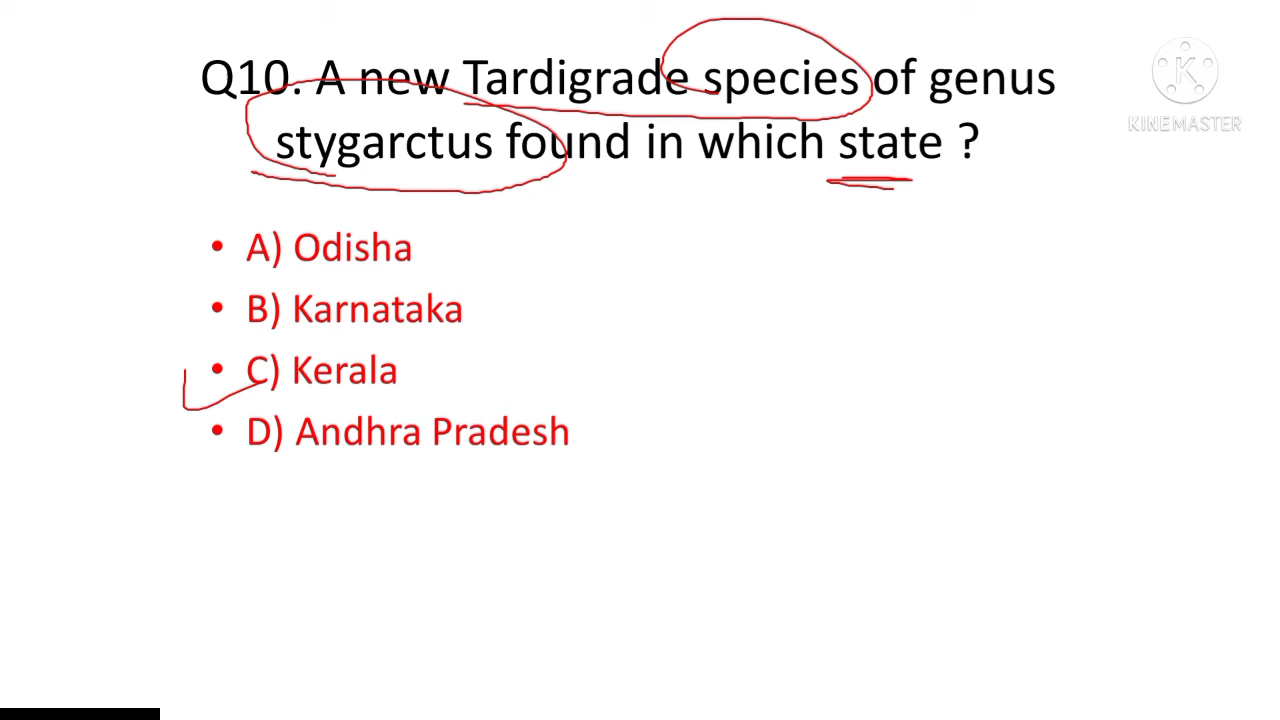 Q10. A new Tardigrade species of genus
stygarctus found in which state ?
K
KINEMASTER
• A) Odisha
• B) Karnataka
• C) Kerala
• D) Andhra Pradesh